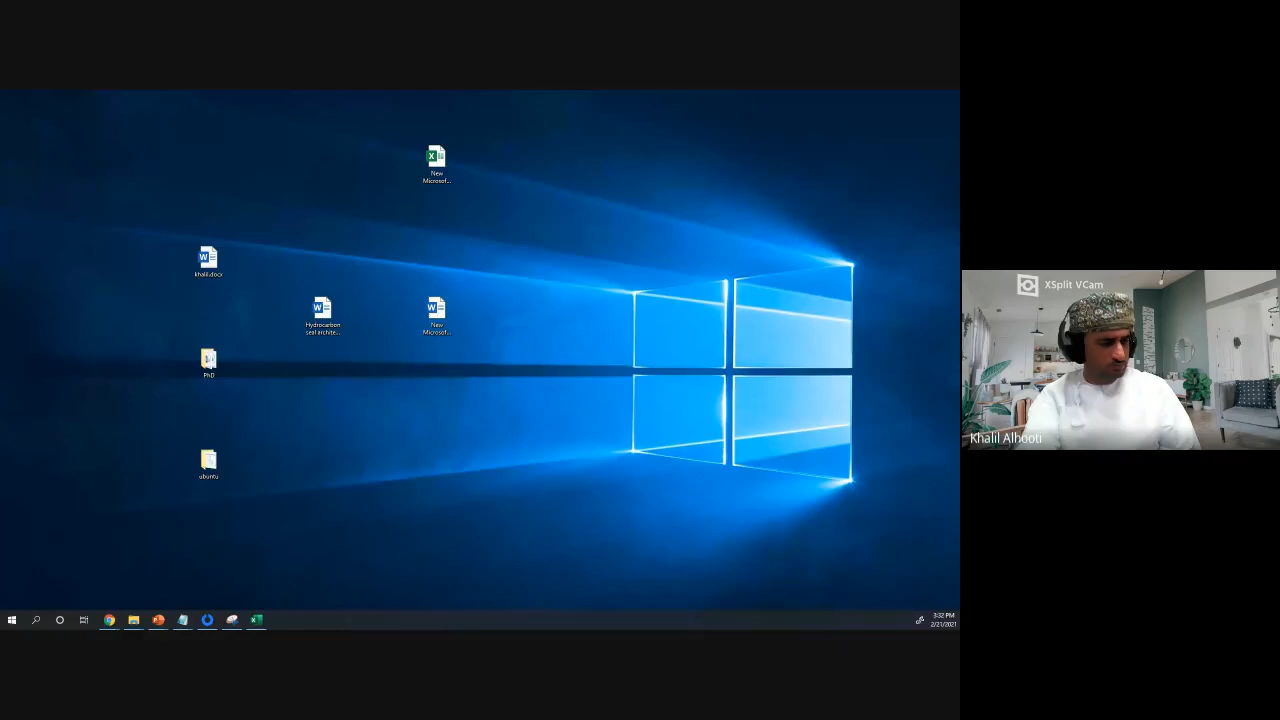 New
Microsof...
khalil.docx
Hydrocarbon
seal archite...
New
Microsof...
PhD
ubuntu
3:32 PM
2/21/2021
XSplit VCam
Khalil Alhooti